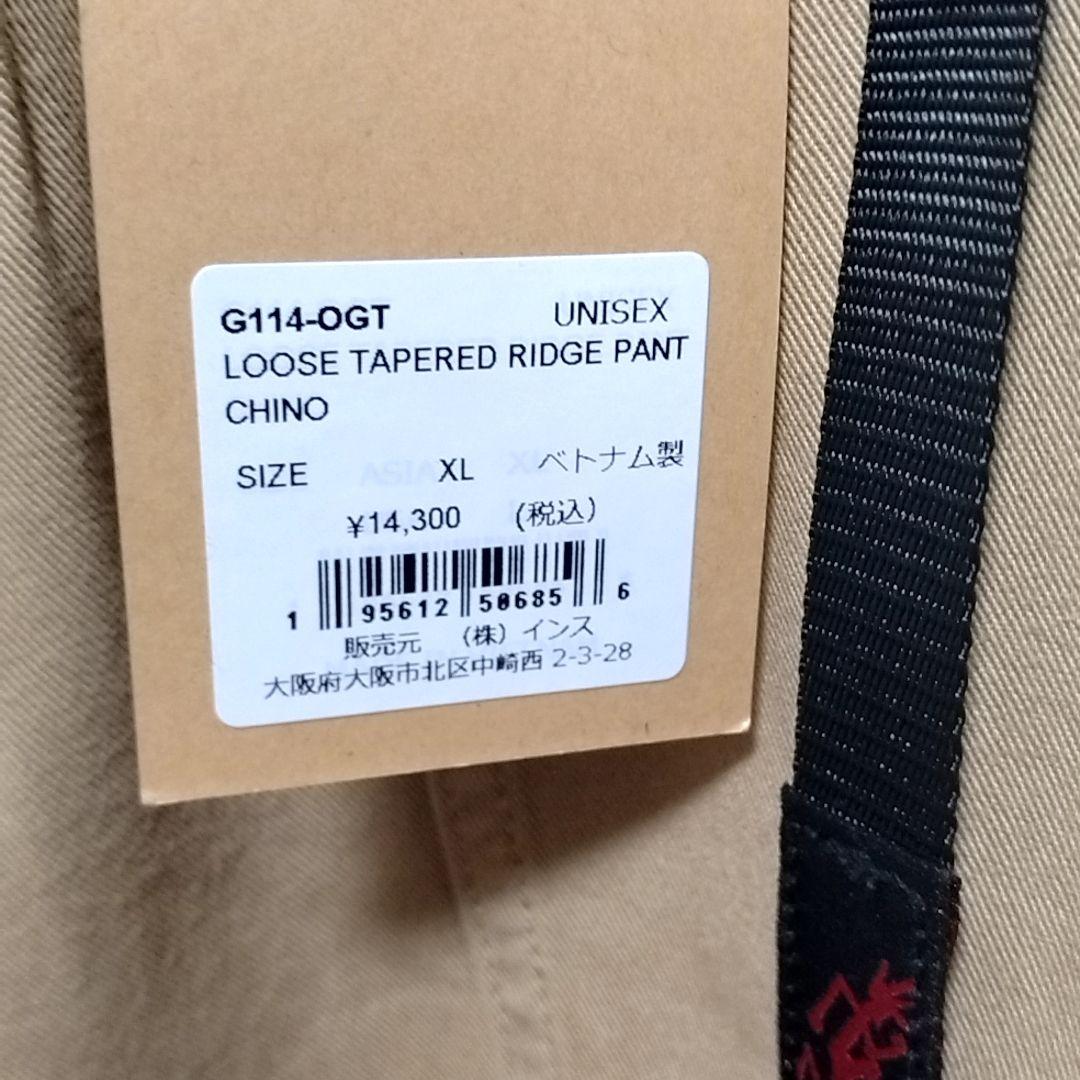 G114-OGT UNISEX
LOOSE TAPERED RIDGE PANT
CHINO
SIZE XL ベトナム製
¥14,300 (税込)
1 95612 50685 6
販売元 (株)インス
大阪府大阪市北区中崎西 2-3-28